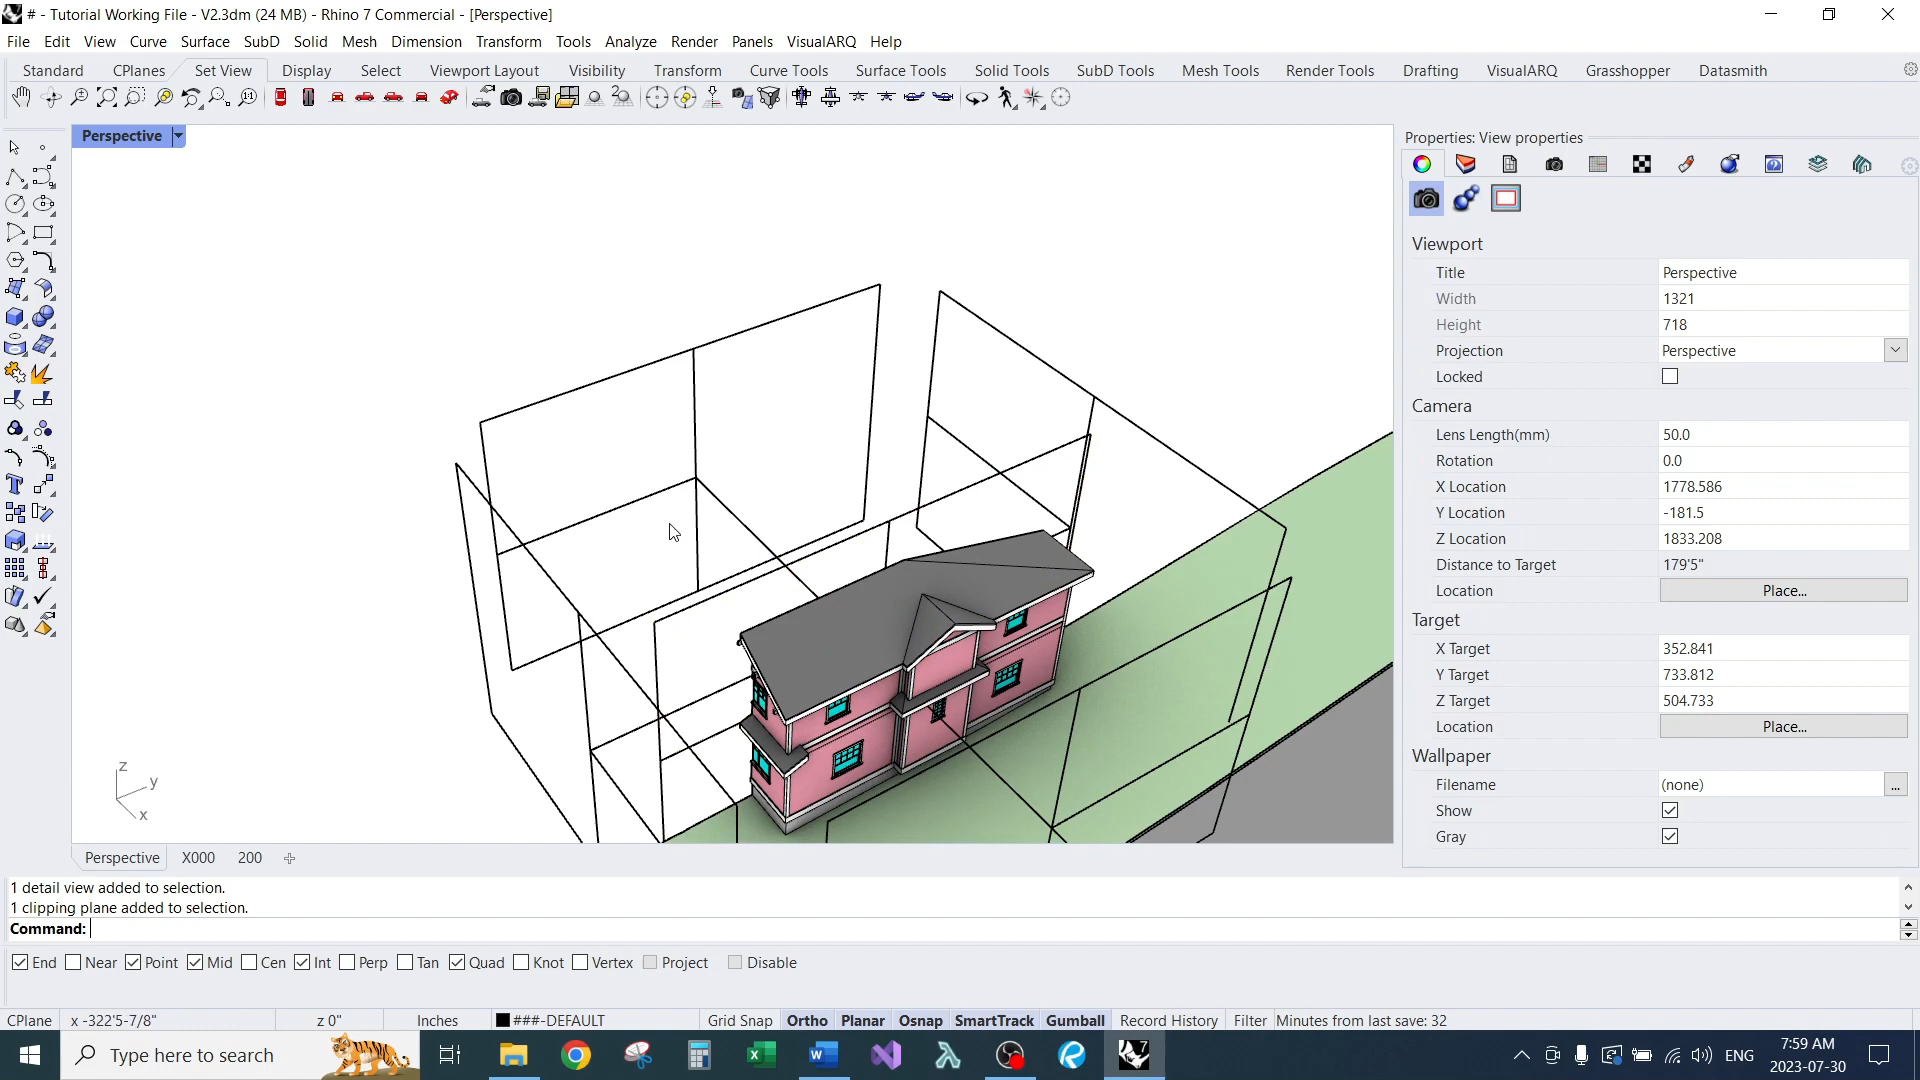 # - Tutorial Working File - V2.3dm (24 MB) - Rhino 7 Commercial - [Perspective]
File Edit View Curve Surface SubD Solid Mesh Dimension Transform Tools Analyze Render Panels VisualARQ Help
Standard CPlanes Set View Display Select Viewport Layout Visibility Transform Curve Tools Surface Tools Solid Tools SubD Tools Mesh Tools Render Tools Drafting VisualARQ Grasshopper Datasmith
Perspective
Properties: View properties
Viewport
Title Perspective
Width 1321
Height 718
Projection Perspective
Locked
Camera
Lens Length(mm) 50.0
Rotation 0.0
X Location 1778.586
Y Location -181.5
Z Location 1833.208
Distance to Target 179'5"
Location Place...
Target
X Target 352.841
Y Target 733.812
Z Target 504.733
Location Place...
Wallpaper
Filename (none) ...
Show
Gray
z
y
x
Perspective X000 200
1 detail view added to selection.
1 clipping plane added to selection.
Command:
End Near Point Mid Cen Int Perp Tan Quad Knot Vertex Project Disable
CPlane x -322'5-7/8" z 0" Inches ###-DEFAULT Grid Snap Ortho Planar Osnap SmartTrack Gumball Record History Filter Minutes from last save: 32
Type here to search
ENG
7:59 AM
2023-07-30